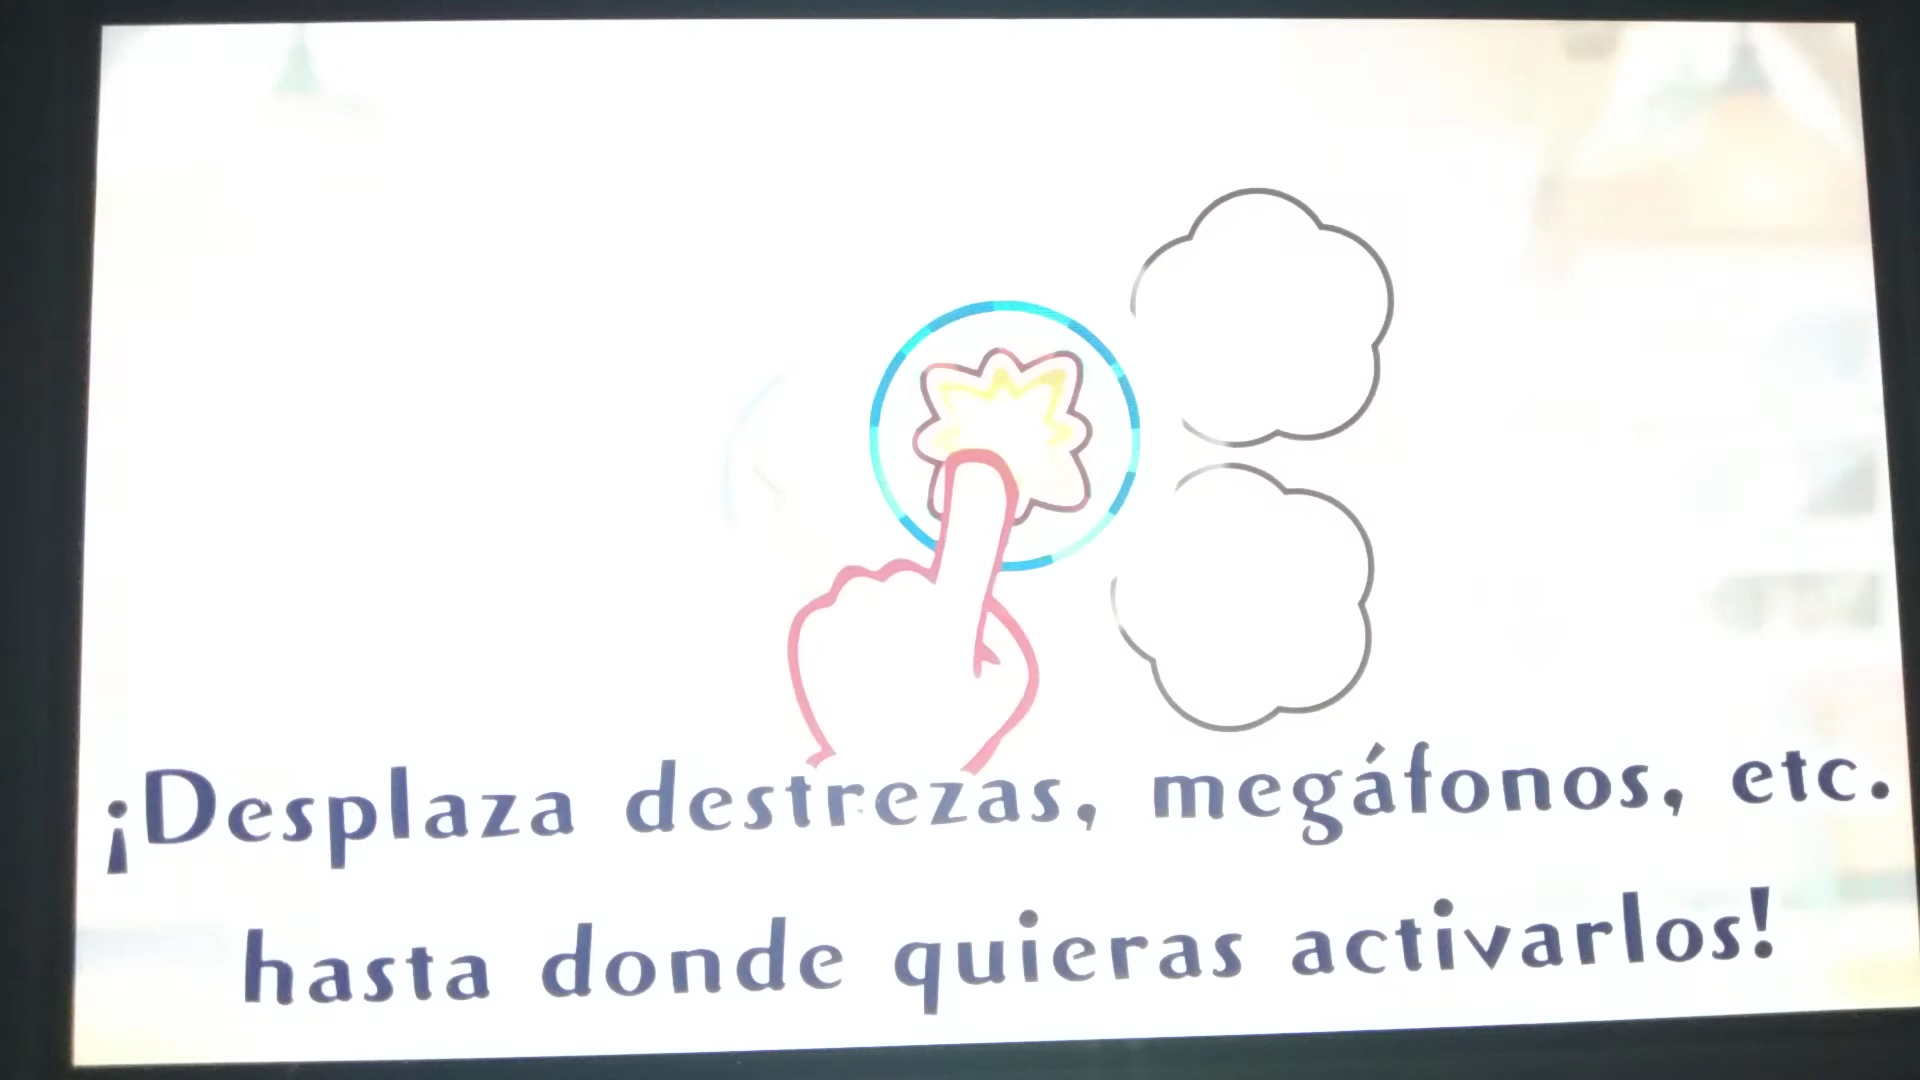 ¡Desplaza destrezas, megáfonos, etc.
hasta donde quieras activarlos!